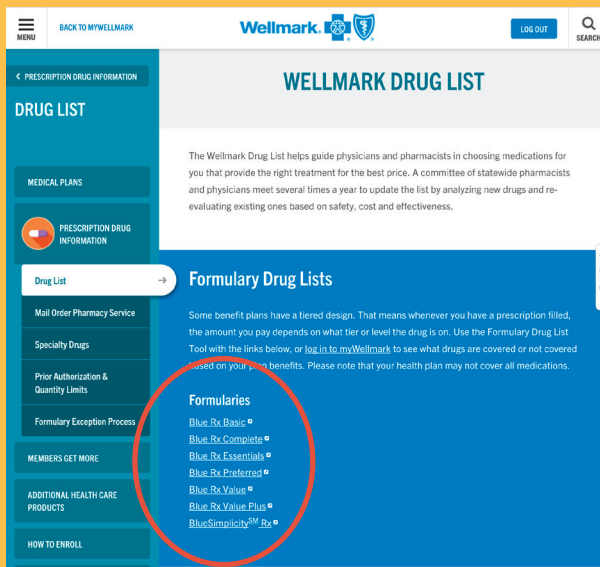 MENU
BACK TO MYWELLMARK
Wellmark.
LOG OUT
SEARCH
PRESCRIPTION DRUG INFORMATION
DRUG LIST
MEDICAL PLANS
PRESCRIPTION DRUG
INFORMATION
Drug List
Mail Order Pharmacy Service
Specialty Drugs
Prior Authorization &
Quantity Limits
Formulary Exception Process
MEMBERS GET MORE
ADDITIONAL HEALTH CARE
PRODUCTS
HOW TO ENROLL
WELLMARK DRUG LIST
The Wellmark Drug List helps guide physicians and pharmacists in choosing medications for
you that provide the right treatment for the best price. A committee of statewide pharmacists
and physicians meet several times a year to update the list by analyzing new drugs and re-
evaluating existing ones based on safety, cost and effectiveness.
Formulary Drug Lists
Some benefit plans have a tiered design. That means whenever you have a prescription filled,
the amount you pay depends on what tier or level the drug is on. Use the Formulary Drug List
Tool with the links below, or log in to myWellmark to see what drugs are covered or not covered
based on your plan benefits. Please note that your health plan may not cover all medications.
Formularies
Blue Rx Basic
Blue Rx Complete
Blue Rx Essentials
Blue Rx Preferred
Blue Rx Value
Blue Rx Value Plus
BlueSimplicity℠ Rx